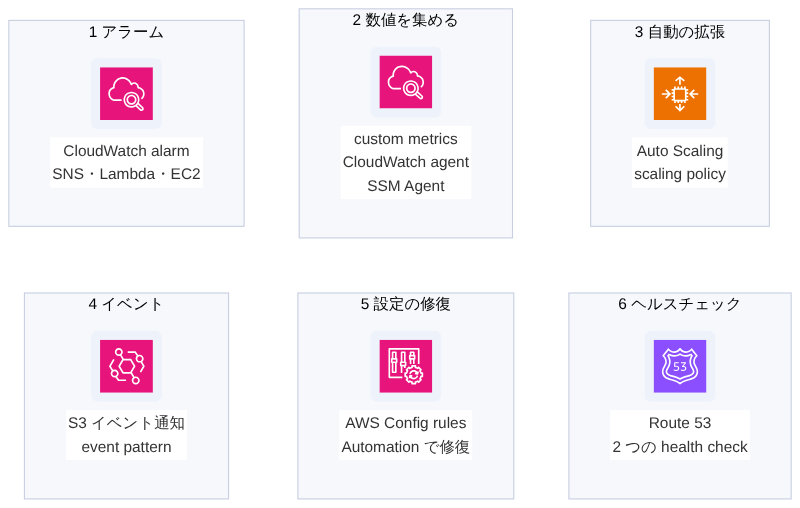 1 アラーム
CloudWatch alarm
SNS・Lambda・EC2
2 数値を集める
custom metrics
CloudWatch agent
SSM Agent
3 自動の拡張
Auto Scaling
scaling policy
4 イベント
S3 イベント通知
event pattern
5 設定の修復
AWS Config rules
Automation で修復
6 ヘルスチェック
53
Route 53
2 つの health check